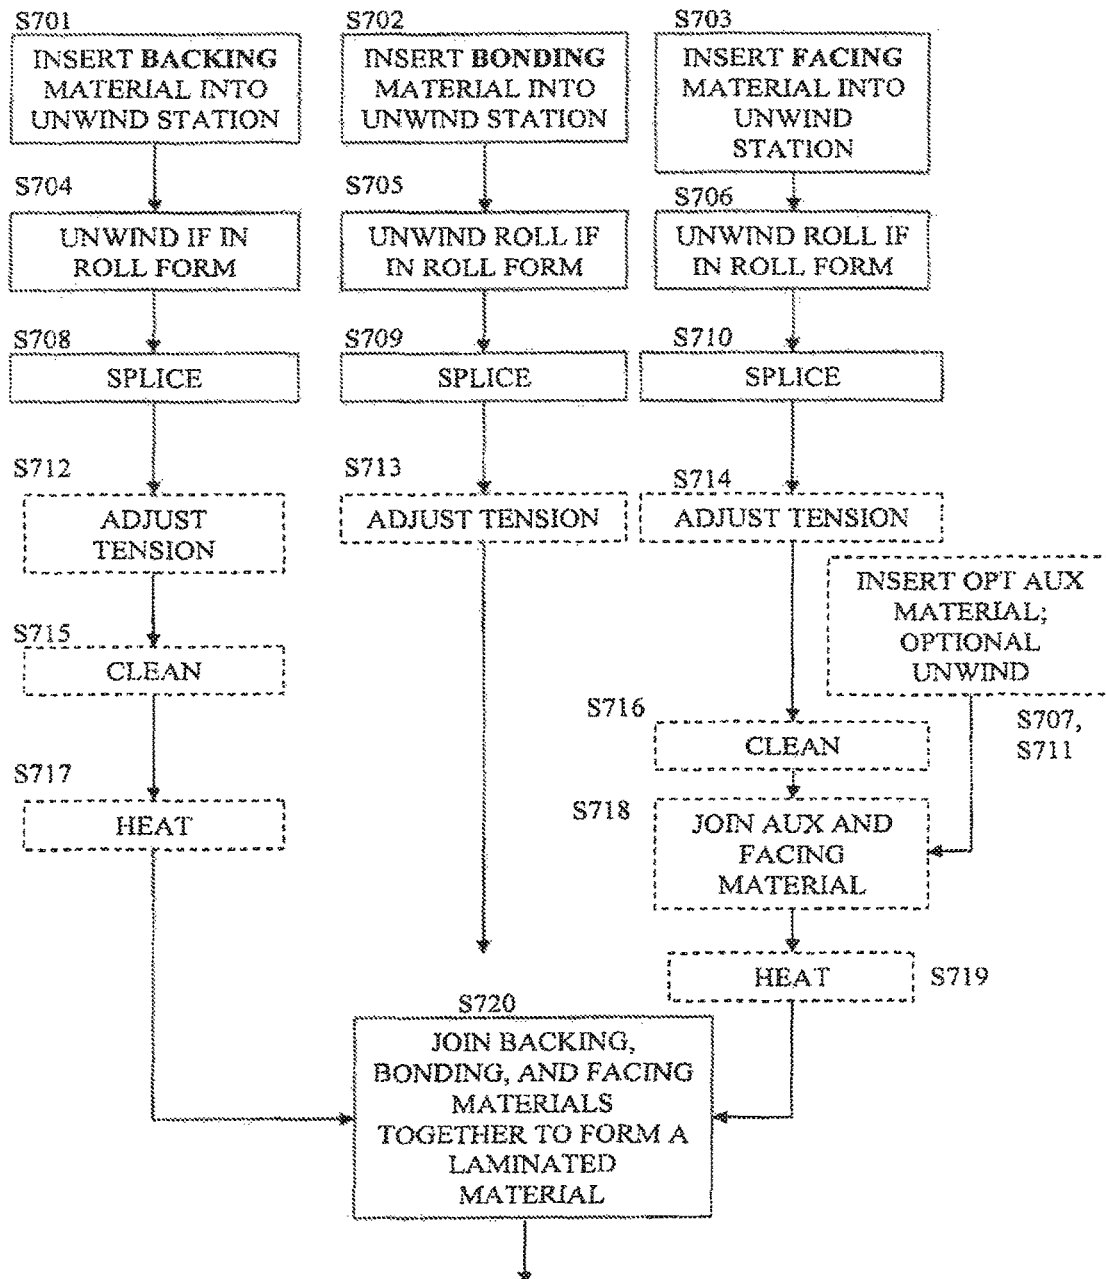 S701
INSERT BACKING
MATERIAL INTO
UNWIND STATION
S702
INSERT BONDING
MATERIAL INTO
UNWIND STATION
S703
INSERT FACING
MATERIAL INTO
UNWIND
STATION
S704
UNWIND IF IN
ROLL FORM
S705
UNWIND ROLL IF
IN ROLL FORM
S706
UNWIND ROLL IF
IN ROLL FORM
S708
SPLICE
S709
SPLICE
S710
SPLICE
S712
ADJUST
TENSION
S713
ADJUST TENSION
S714
ADJUST TENSION
INSERT OPT AUX
MATERIAL;
OPTIONAL
UNWIND
S707,
S711
S715
CLEAN
S716
CLEAN
S717
HEAT
S718
JOIN AUX AND
FACING
MATERIAL
HEAT
S719
S720
JOIN BACKING,
BONDING, AND FACING
MATERIALS
TOGETHER TO FORM A
LAMINATED
MATERIAL